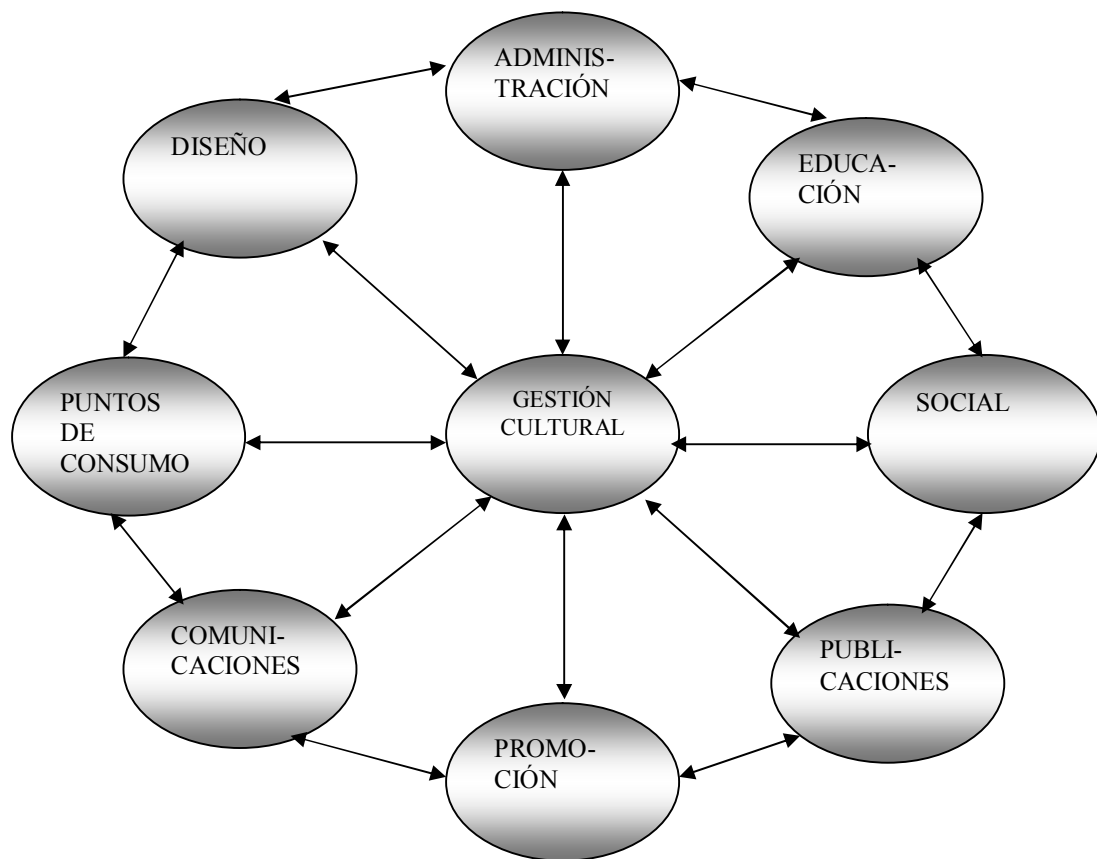 ADMINIS-
TRACIÓN
DISEÑO
EDUCA-
CIÓN
PUNTOS
DE
CONSUMO
GESTIÓN
CULTURAL
SOCIAL
COMUNI-
CACIONES
PUBLI-
CACIONES
PROMO-
CIÓN